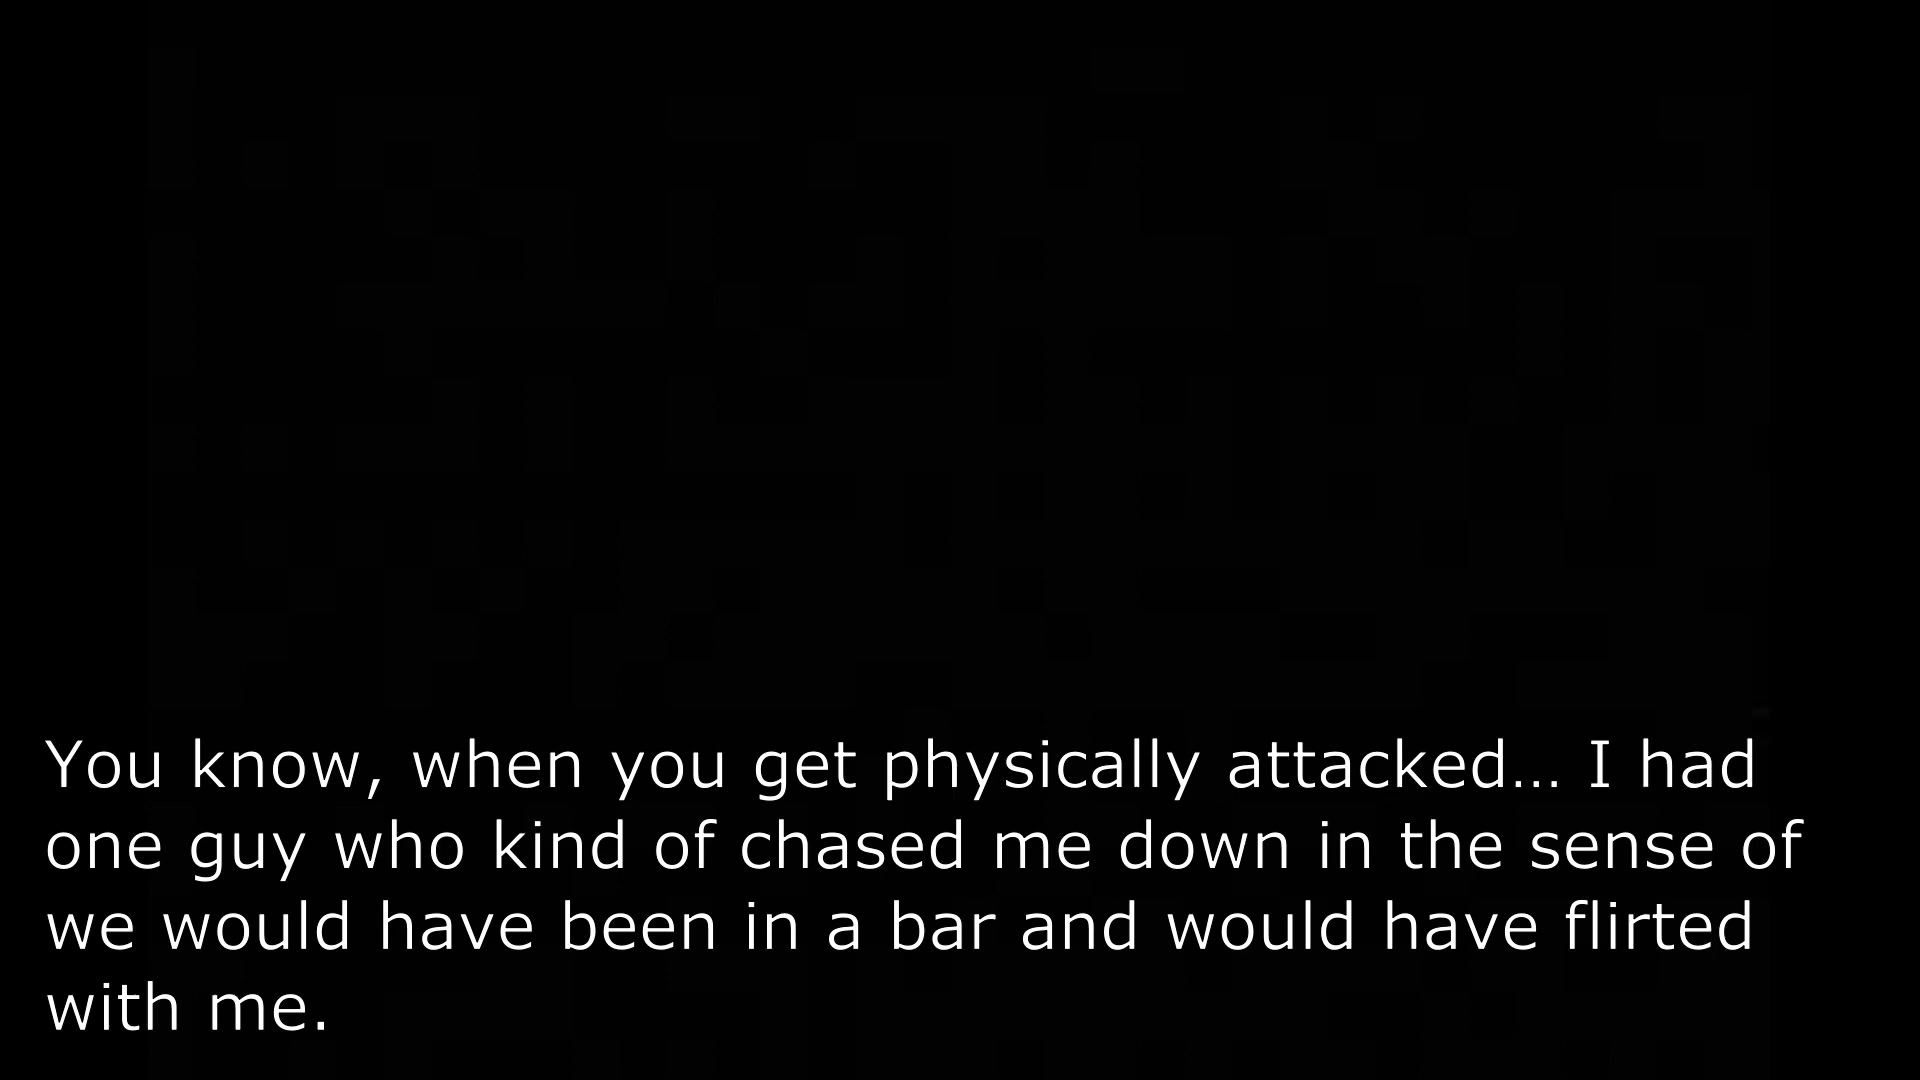 You know, when you get physically attacked… I had
one guy who kind of chased me down in the sense of
we would have been in a bar and would have flirted
with me.